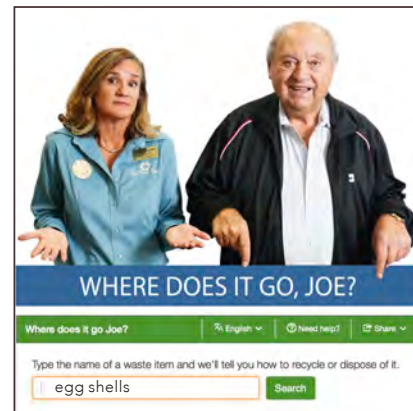 WHERE DOES IT GO, JOE?
Where does it go Joe? English Need help? Share
Type the name of a waste item and we'll tell you how to recycle or dispose of it.
egg shells Search